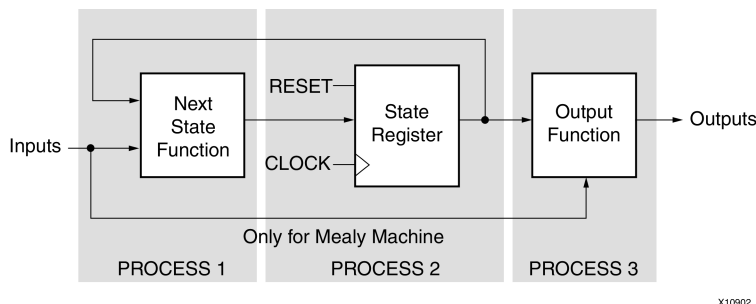 Inputs
Next
State
Function
RESET
CLOCK
State
Register
Output
Function
Outputs
Only for Mealy Machine
PROCESS 1
PROCESS 2
PROCESS 3
X10902